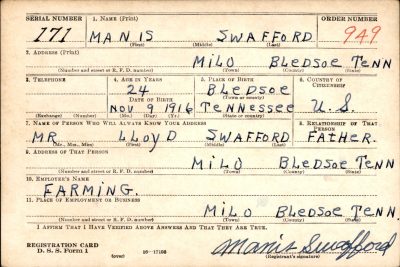 SERIAL NUMBER 1. NAME (Print) ORDER NUMBER
171 MANIS SWAFFORD 949
(First) (Middle) (Last)
2. ADDRESS (Print)
MILO BLEDSOE TENN
(Number and street or R. F. D. number) (Town) (County) (State)
3. TELEPHONE 4. AGE IN YEARS 5. PLACE OF BIRTH 6. COUNTRY OF CITIZENSHIP
24 BLEDSOE
DATE OF BIRTH (Town or county)
NOV 9 1916 TENNESSEE U.S.
(Exchange) (Number) (Mo.) (Day) (Yr.) (State or country)
7. NAME OF PERSON WHO WILL ALWAYS KNOW YOUR ADDRESS 8. RELATIONSHIP OF THAT PERSON
MR LLOYD SWAFFORD FATHER.
(Mr., Mrs., Miss) (First) (Middle) (Last)
9. ADDRESS OF THAT PERSON
MILO BLEDSOE TENN
(Number and street or R. F. D. number) (Town) (County) (State)
10. EMPLOYER'S NAME
FARMING.
11. PLACE OF EMPLOYMENT OR BUSINESS
MILO BLEDSOE TENN.
(Number and street or R. F. D. number) (Town) (County) (State)
I AFFIRM THAT I HAVE VERIFIED ABOVE ANSWERS AND THAT THEY ARE TRUE.
REGISTRATION CARD
D. S. S. Form 1 (over) 16—17105 Manis Swafford
(Registrant's signature)